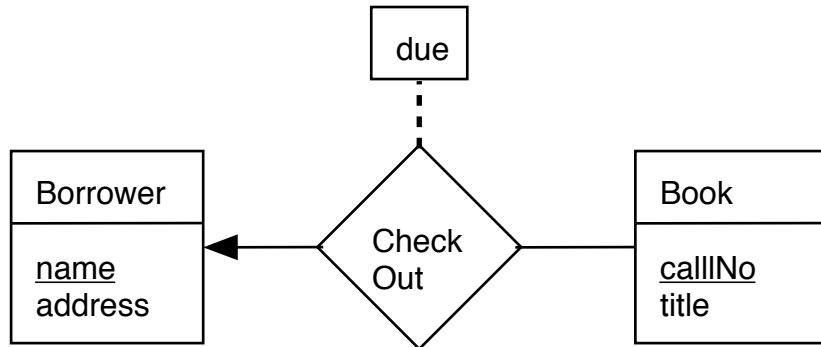 due
Borrower
name
address
Check
Out
Book
calllNo
title